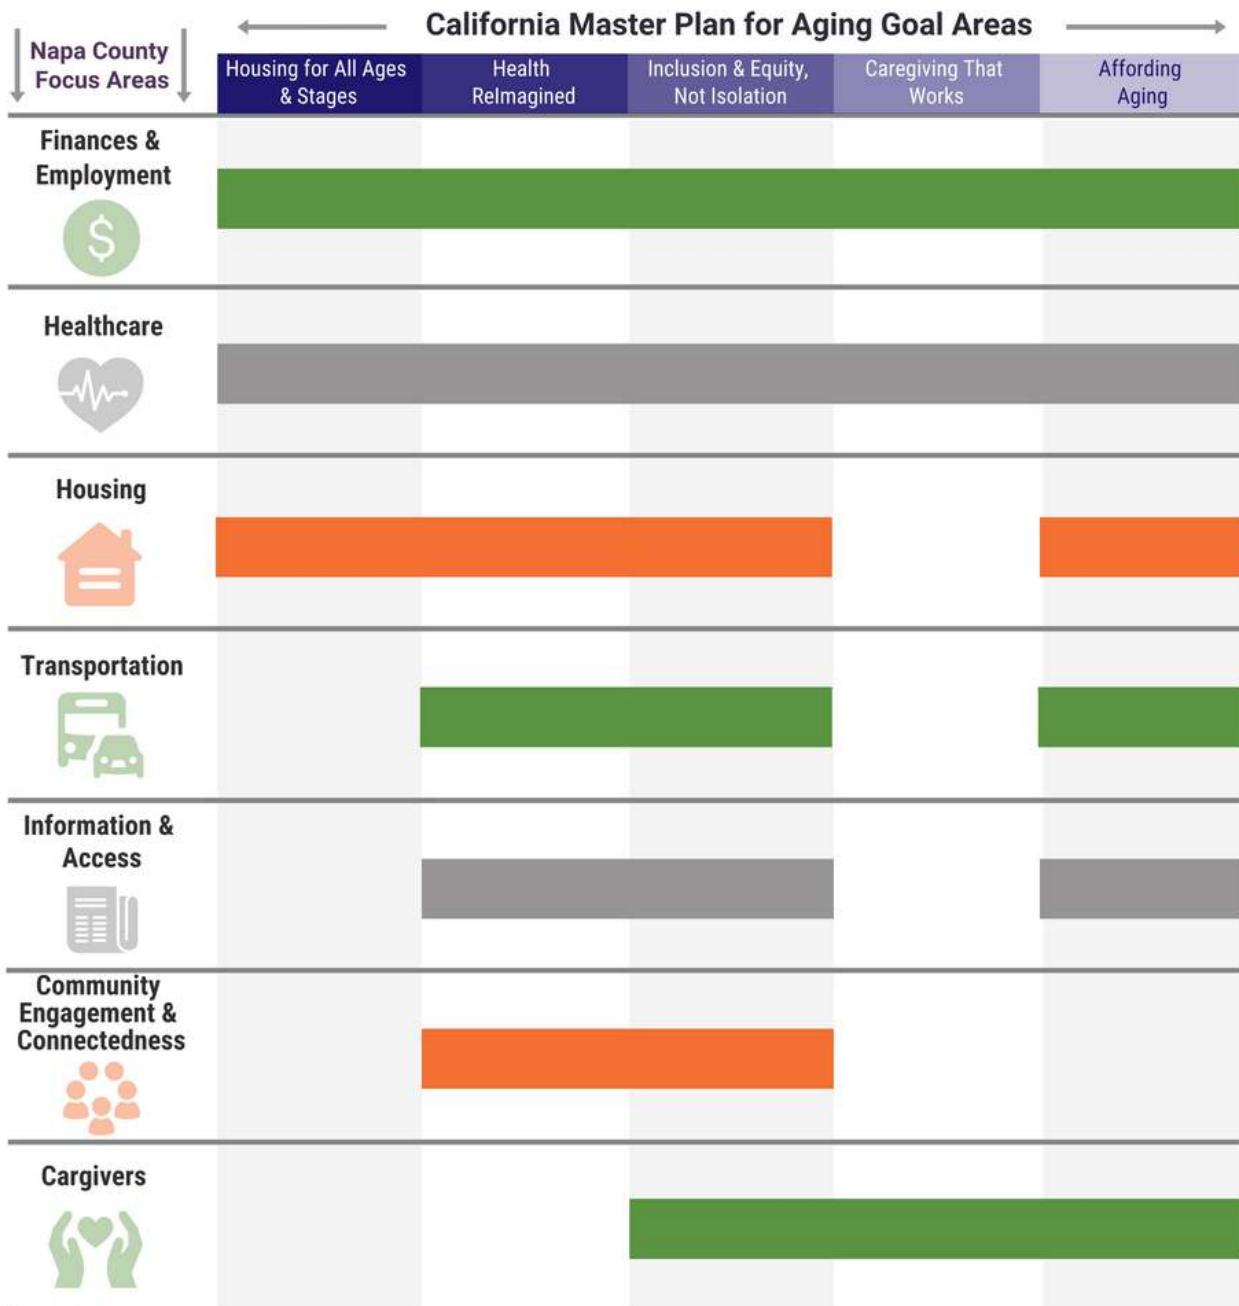 California Master Plan for Aging Goal Areas
Napa County
Focus Areas
Housing for All Ages
& Stages
Health
ReImagined
Inclusion & Equity,
Not Isolation
Caregiving That
Works
Affording
Aging
Finances &
Employment
$
Healthcare
Housing
Transportation
Information &
Access
Community
Engagement &
Connectedness
Cargivers